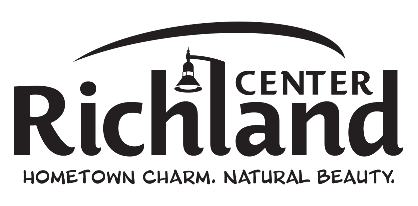 Richland CENTER
HOMETOWN CHARM. NATURAL BEAUTY.